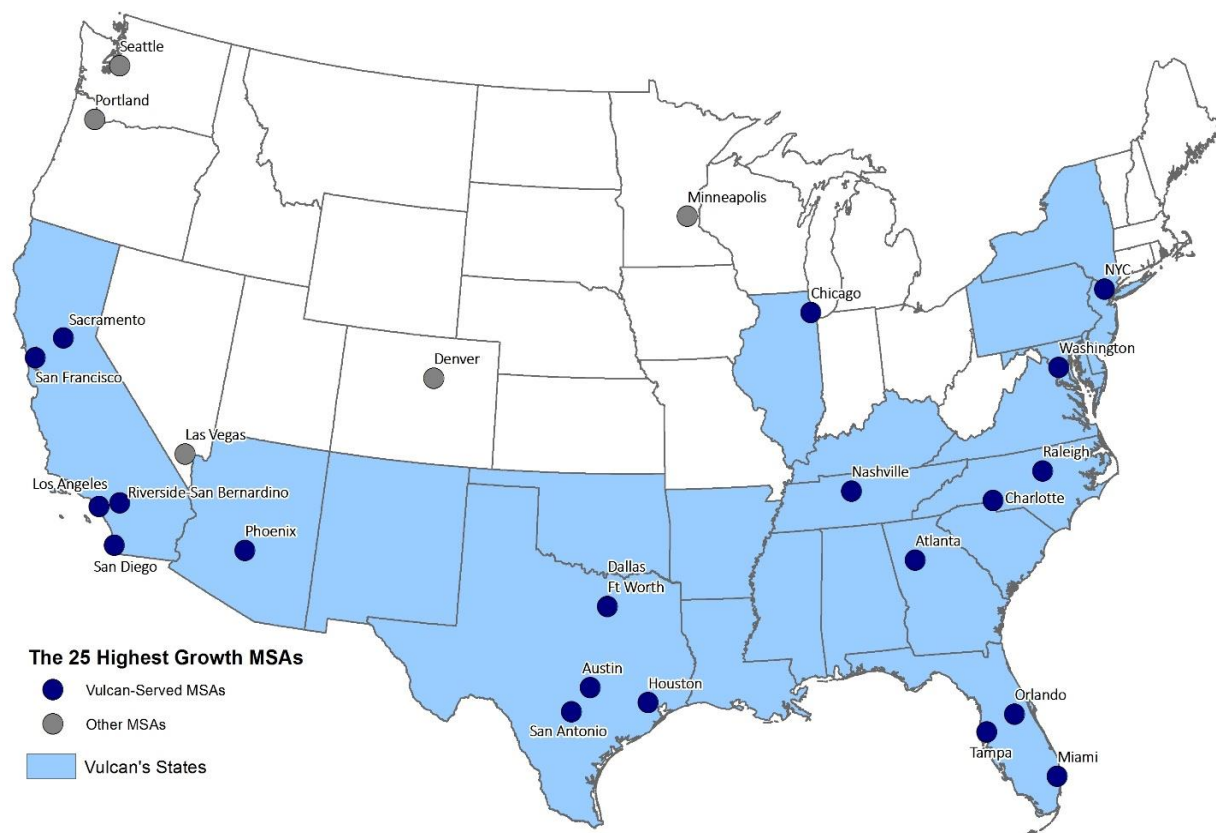 Seattle
Portland
Minneapolis
NYC
Chicago
Sacramento
Washington
Denver
San Francisco
Las Vegas
Raleigh
Nashville
Los Angeles
Riverside-San Bernardino
Charlotte
Phoenix
Atlanta
San Diego
Dallas
Ft Worth
The 25 Highest Growth MSAs
Austin
Houston
Vulcan-Served MSAs
Orlando
Other MSAs
San Antonio
Tampa
Miami
Vulcan's States